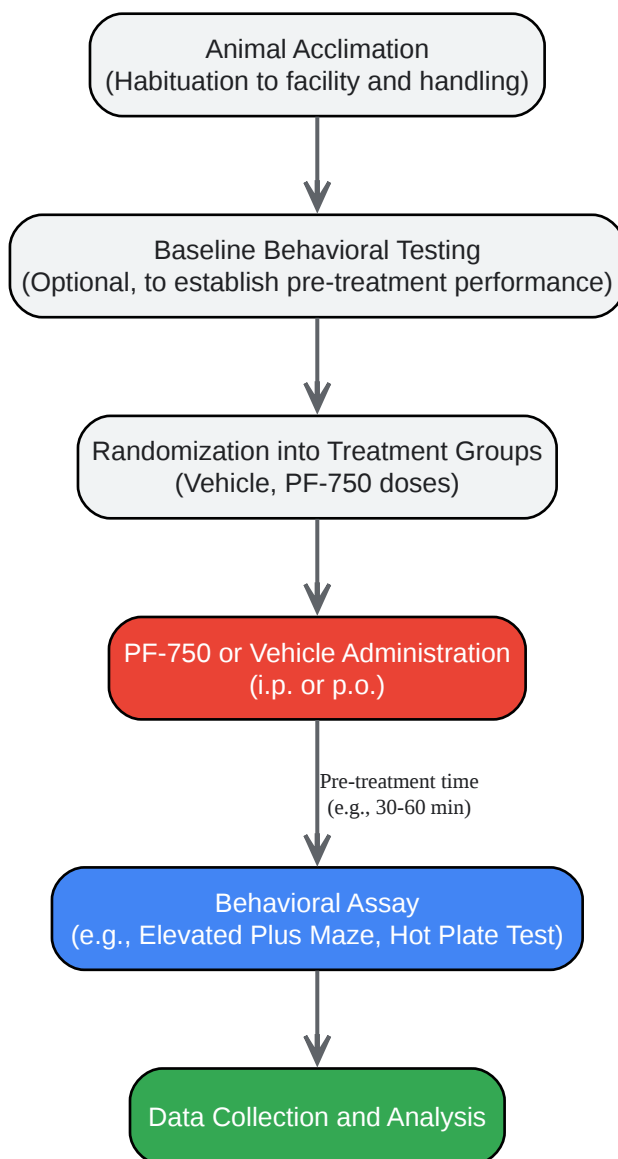 Animal Acclimation
(Habituation to facility and handling)
Baseline Behavioral Testing
(Optional, to establish pre-treatment performance)
Randomization into Treatment Groups
(Vehicle, PF-750 doses)
PF-750 or Vehicle Administration
(i.p. or p.o.)
Pre-treatment time
(e.g., 30-60 min)
Behavioral Assay
(e.g., Elevated Plus Maze, Hot Plate Test)
Data Collection and Analysis